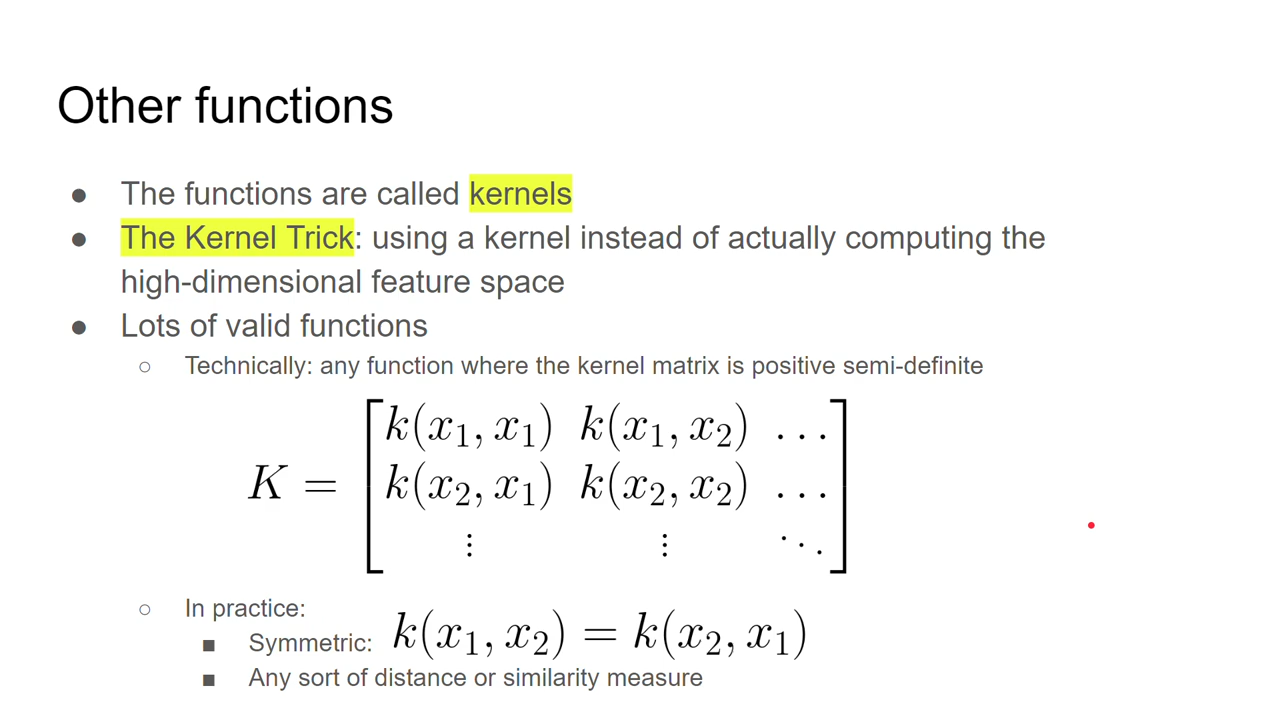 Other functions
● The functions are called kernels
● The Kernel Trick: using a kernel instead of actually computing the
high-dimensional feature space
● Lots of valid functions
○ Technically: any function where the kernel matrix is positive semi-definite
k(x₁, x₁) k(x₁, x₂) ...
K = k(x₂, x₁) k(x₂, x₂) ...
⋮ ⋮ ⋱
○ In practice:
■ Symmetric: k(x₁, x₂) = k(x₂, x₁)
■ Any sort of distance or similarity measure